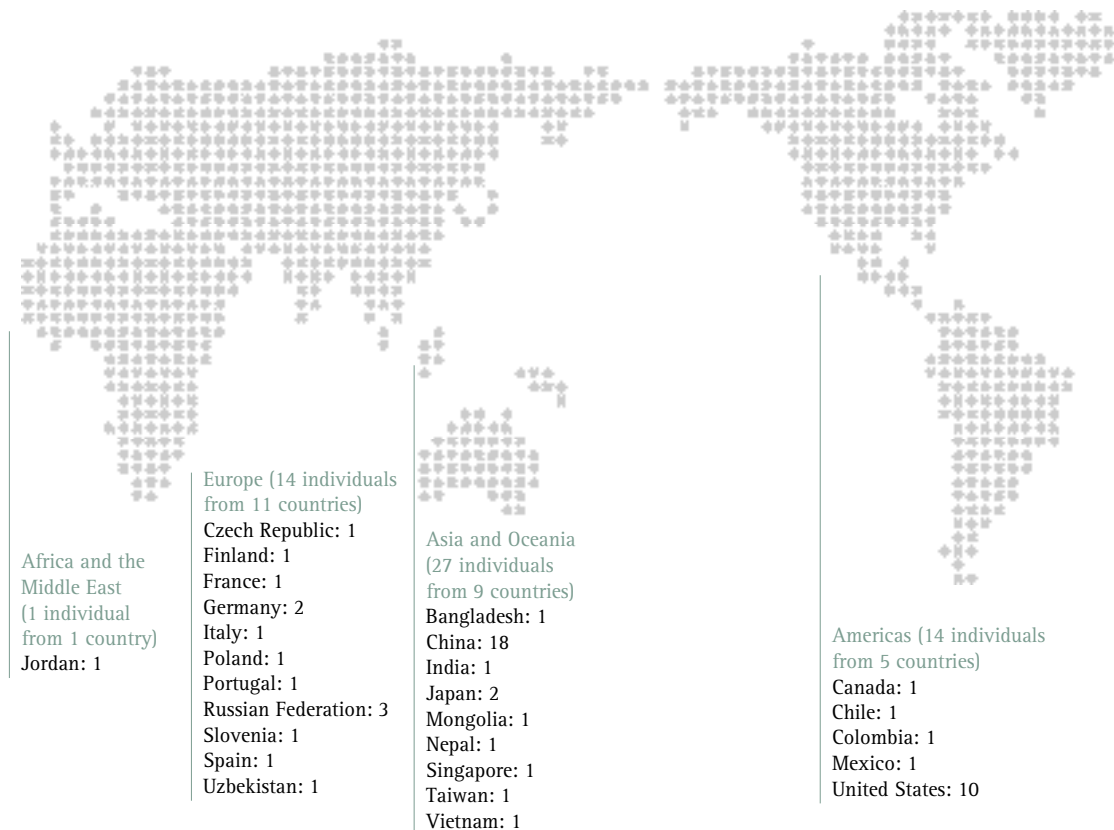 Africa and the
Middle East
(1 individual
from 1 country)
Jordan: 1
Europe (14 individuals
from 11 countries)
Czech Republic: 1
Finland: 1
France: 1
Germany: 2
Italy: 1
Poland: 1
Portugal: 1
Russian Federation: 3
Slovenia: 1
Spain: 1
Uzbekistan: 1
Asia and Oceania
(27 individuals
from 9 countries)
Bangladesh: 1
China: 18
India: 1
Japan: 2
Mongolia: 1
Nepal: 1
Singapore: 1
Taiwan: 1
Vietnam: 1
Americas (14 individuals
from 5 countries)
Canada: 1
Chile: 1
Colombia: 1
Mexico: 1
United States: 10